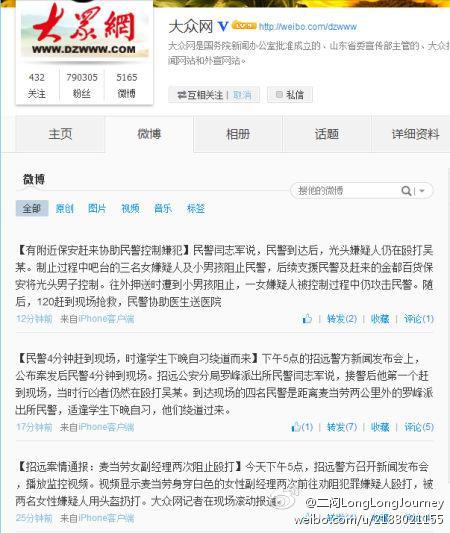 大众網
WWW.DZWWW.COM
432
790305
5165
关注
粉丝
微博
大众网
http://weibo.com/dzwww
大众网是国务院新闻办公室批准成立的、山东省委宣传部主管的、大众
闻网站和外宣网站。
互相关注 | 取消
私信
主页
微博
相册
话题
详细资料
微博
搜他的微博
全部 原创 图片 视频 音乐 标签
【有附近保安赶来协助民警控制嫌犯】民警闫志军说，民警到达后，光头嫌疑人仍在殴打吴
某。制止过程中吧台的三名女嫌疑人及小男孩阻止民警，后续支援民警及赶来的金都百货保
安将光头男子控制。往外押送时遭到小男孩阻止，一女嫌疑人被控制过程中仍攻击民警。随
后，120赶到现场抢救，民警协助医生送医院
12分钟前 来自iPhone客户端
转发(2) | 收藏 | 评论(1)
【民警4分钟赶到现场，时逢学生下晚自习绕道而来】下午5点的招远警方新闻发布会上，
公布案发后民警4分钟到现场。招远公安分局罗峰派出所民警闫志军说，接警后他第一个赶
到现场，当时行凶者仍然在殴打吴某。到达现场的四名民警是距离麦当劳两公里外的罗峰派
出所民警，适逢学生下晚自习，他们绕道过来。
17分钟前 来自iPhone客户端
(1) | 转发(7) | 收藏 | 评论(5)
【招远案情通报：麦当劳女副经理两次阻止殴打】今天下午5点，招远警方召开新闻发布会
，播放监控视频。视频显示麦当劳身穿白色的女性副经理两次前往劝阻犯罪嫌疑人殴打，被
两名女性嫌疑人用头盔扔打。大众网记者在现场滚动报道。
25分钟前 来自iPhone客户端
@二闷LongLongJourney
weibo.com/u/2183021155